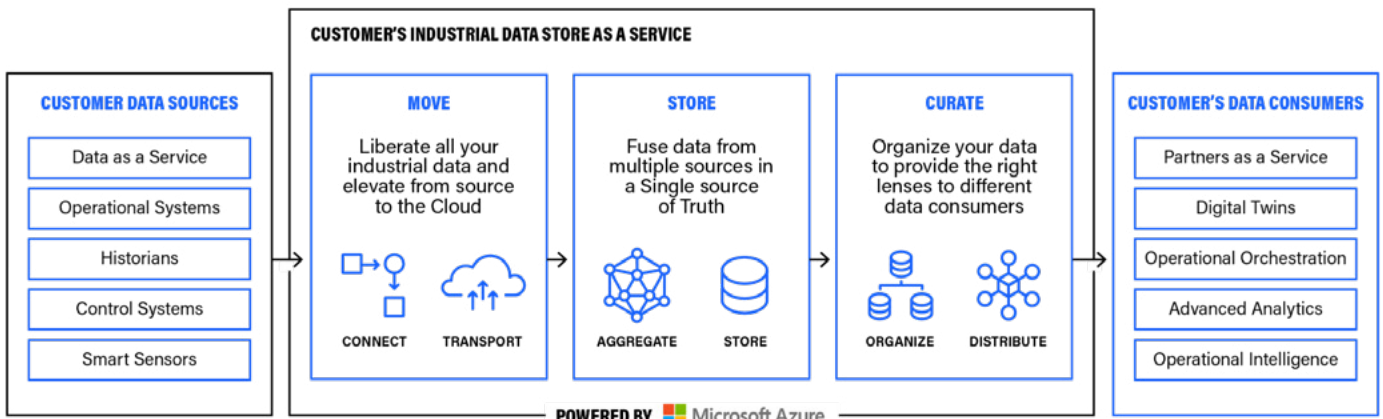 CUSTOMER'S INDUSTRIAL DATA STORE AS A SERVICE
CUSTOMER DATA SOURCES
Data as a Service
Operational Systems
Historians
Control Systems
Smart Sensors
MOVE
Liberate all your
industrial data and
elevate from source
to the Cloud
CONNECT
TRANSPORT
STORE
Fuse data from
multiple sources in
a Single source
of Truth
AGGREGATE
STORE
CURATE
Organize your data
to provide the right
lenses to different
data consumers
ORGANIZE
DISTRIBUTE
CUSTOMER'S DATA CONSUMERS
Partners as a Service
Digital Twins
Operational Orchestration
Advanced Analytics
Operational Intelligence
POWERED BY Microsoft Azure